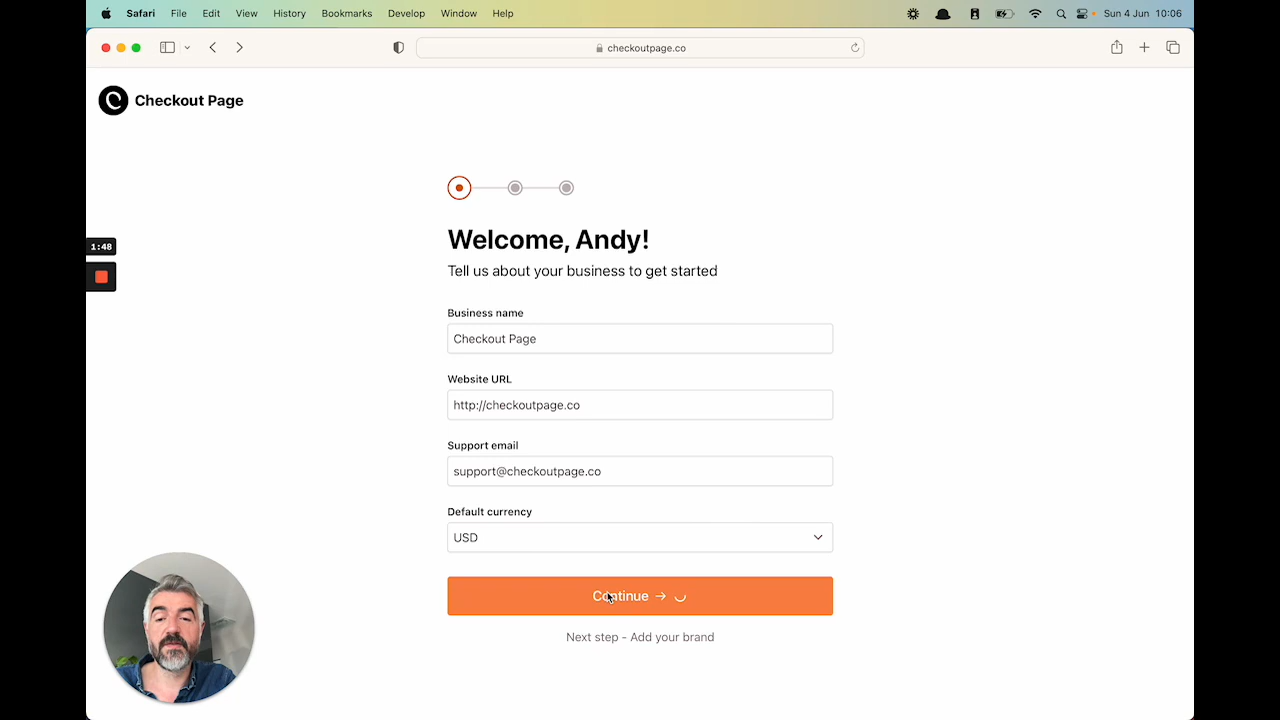 Safari File Edit View History Bookmarks Develop Window Help Sun 4 Jun 10:06
checkoutpage.co
Checkout Page
1:48
Welcome, Andy!
Tell us about your business to get started
Business name
Checkout Page
Website URL
http://checkoutpage.co
Support email
support@checkoutpage.co
Default currency
USD
Continue →
Next step - Add your brand